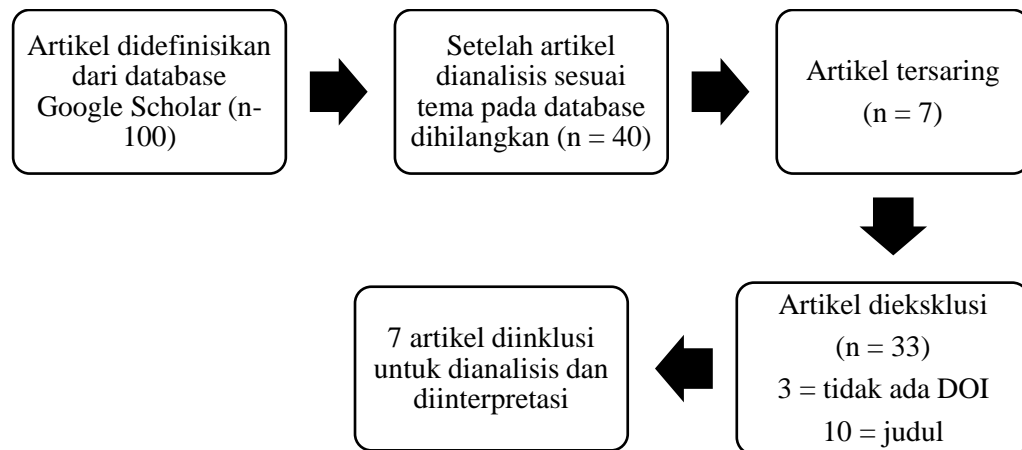 Artikel didefinisikan
dari database
Google Scholar (n-
100)
Setelah artikel
dianalisis sesuai
tema pada database
dihilangkan (n = 40)
Artikel tersaring
(n = 7)
Artikel dieksklusi
(n = 33)
3 = tidak ada DOI
10 = judul
7 artikel diinklusi
untuk dianalisis dan
diinterpretasi